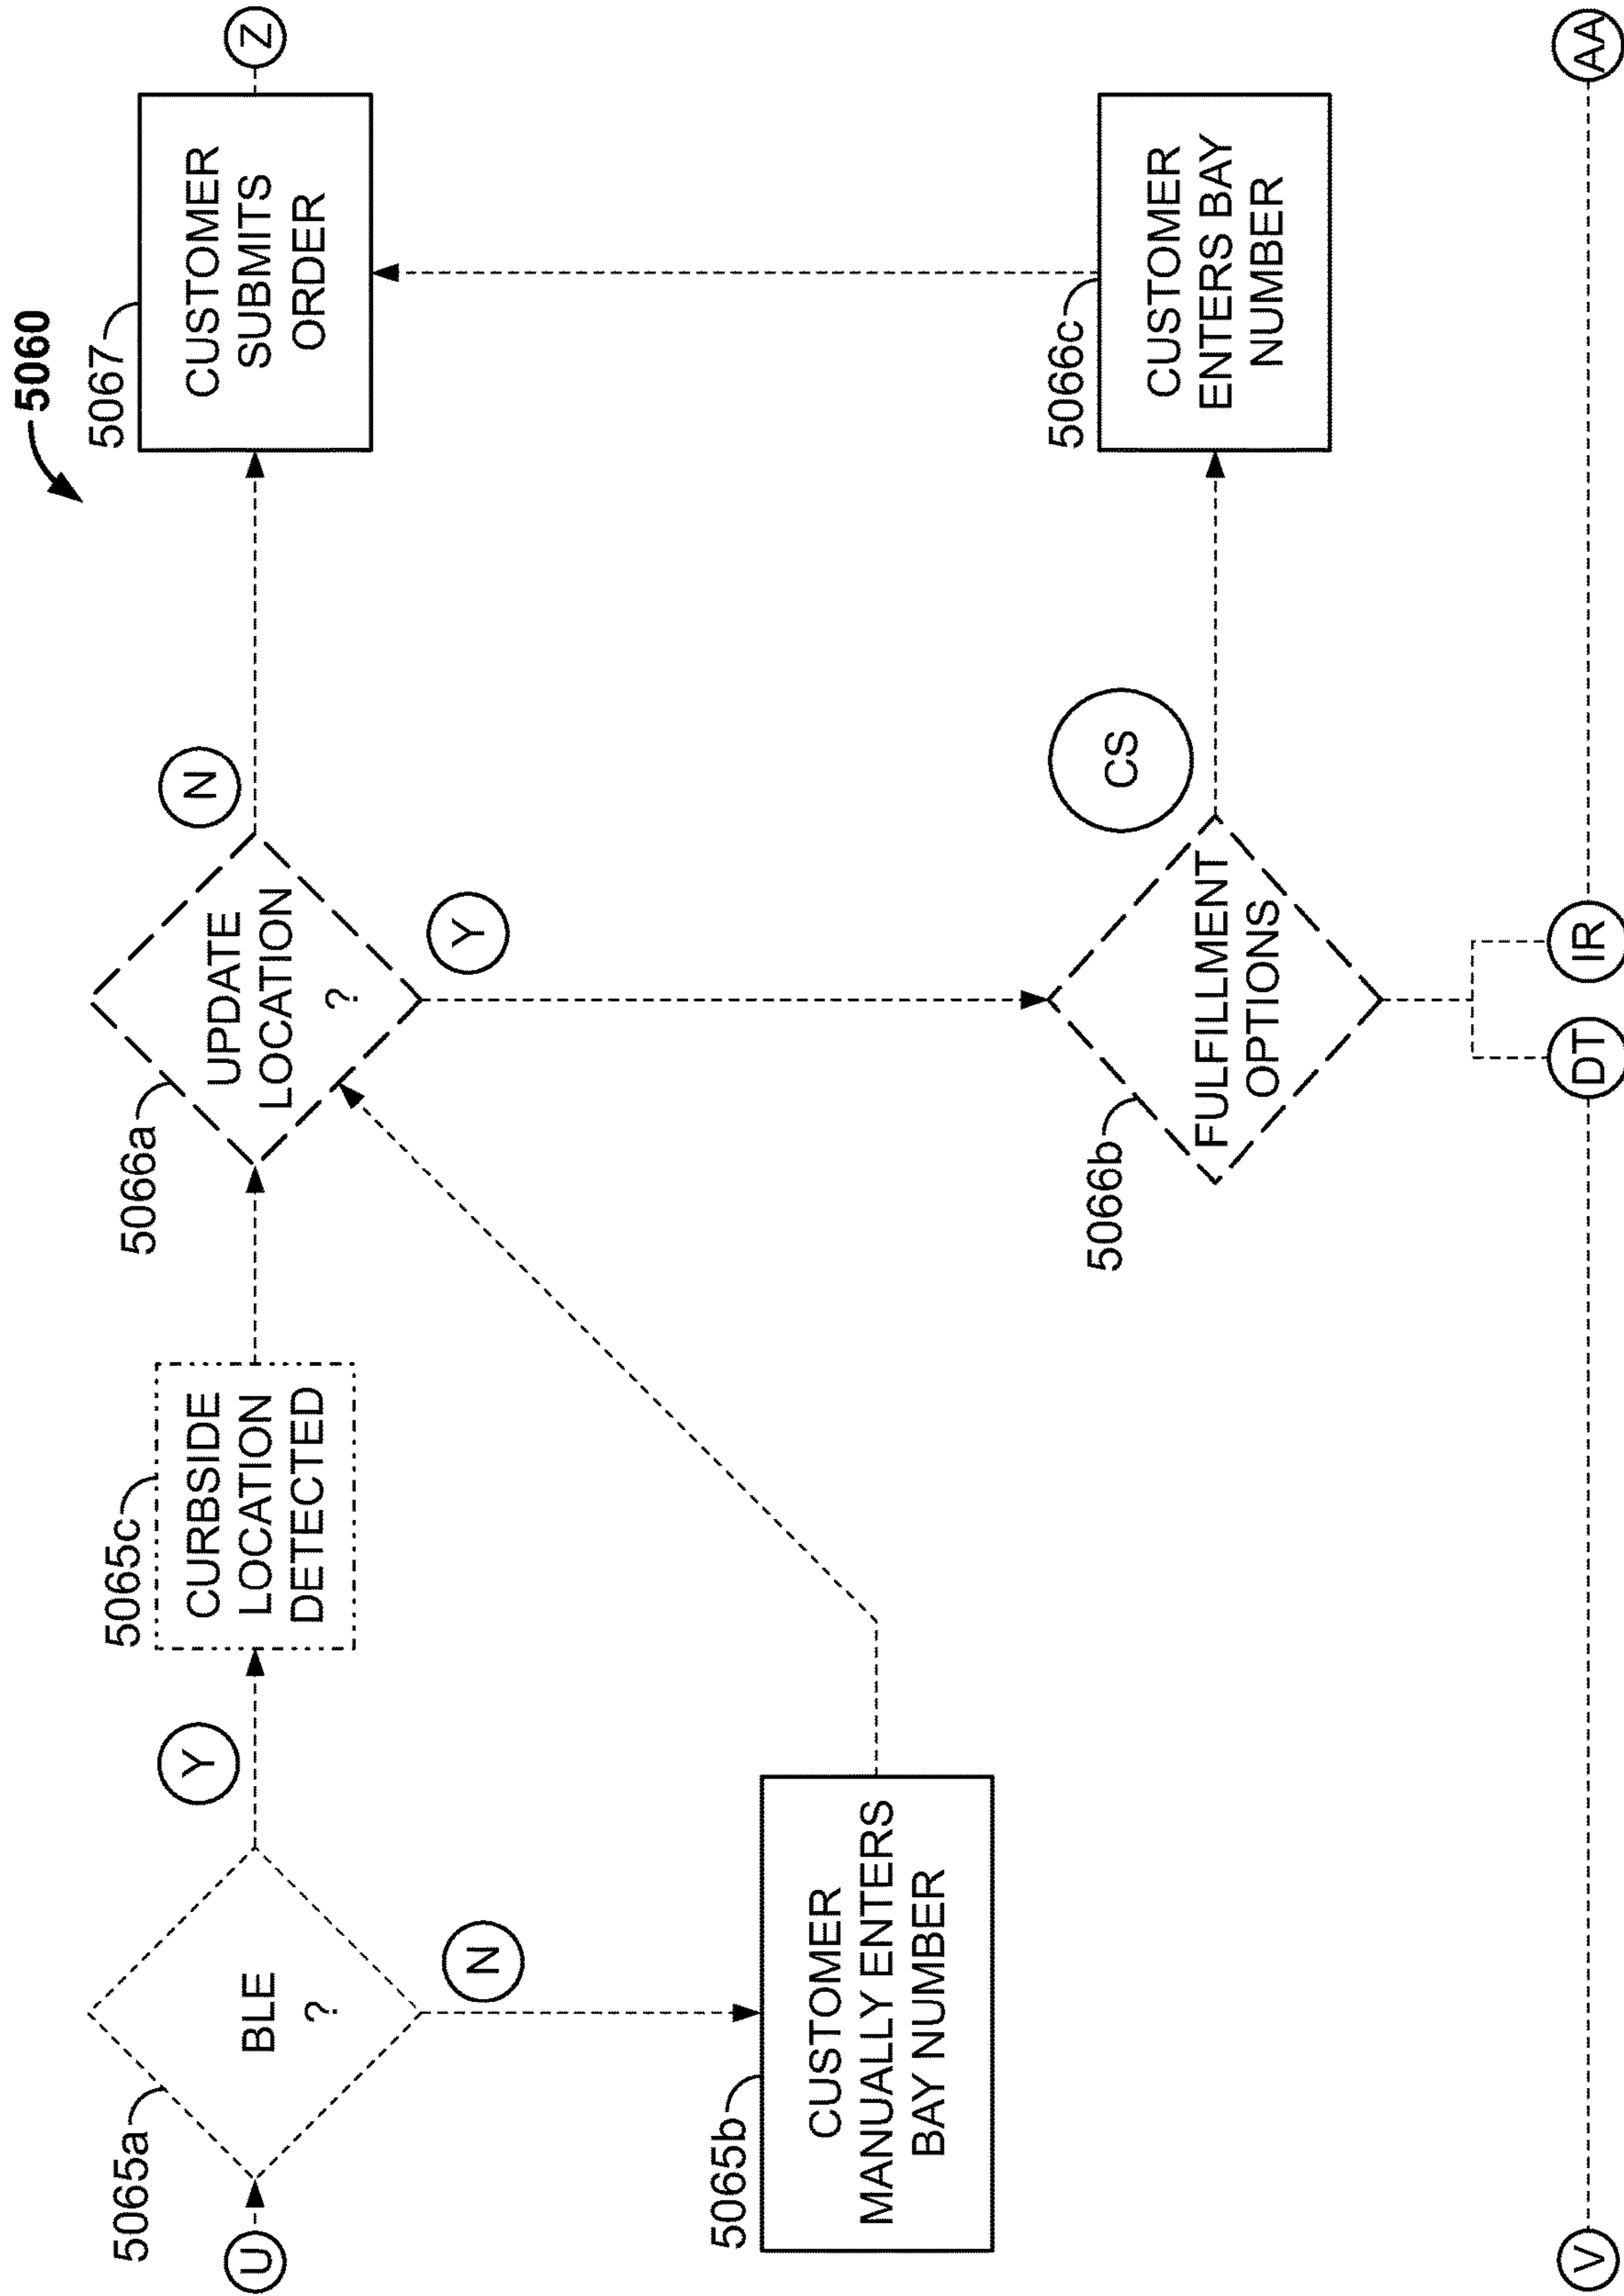 5060
U
5065a
BLE
?
Y
N
5065b
CUSTOMER
MANUALLY ENTERS
BAY NUMBER
5065c
CURBSIDE
LOCATION
DETECTED
5066a
UPDATE
LOCATION
?
N
Y
5067
CUSTOMER
SUBMITS
ORDER
Z
5066b
FULFILLMENT
OPTIONS
CS
5066c
CUSTOMER
ENTERS BAY
NUMBER
V
DT
IR
AA